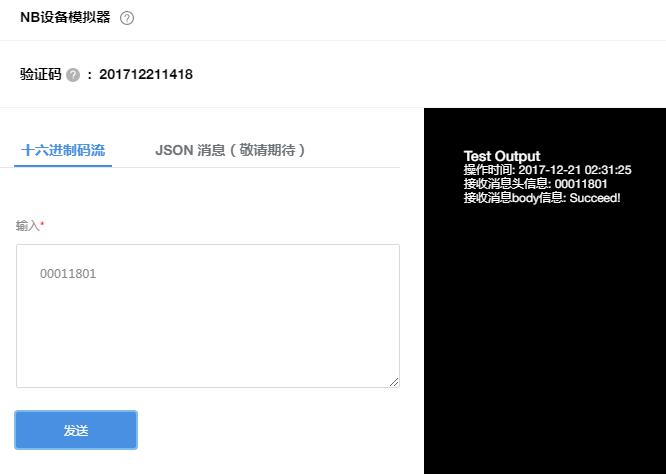 NB设备模拟器 ?
验证码 ? : 201712211418
十六进制码流 JSON 消息 ( 敬请期待 )
输入*
00011801
发送
Test Output
操作时间: 2017-12-21 02:31:25
接收消息头信息: 00011801
接收消息body信息: Succeed!